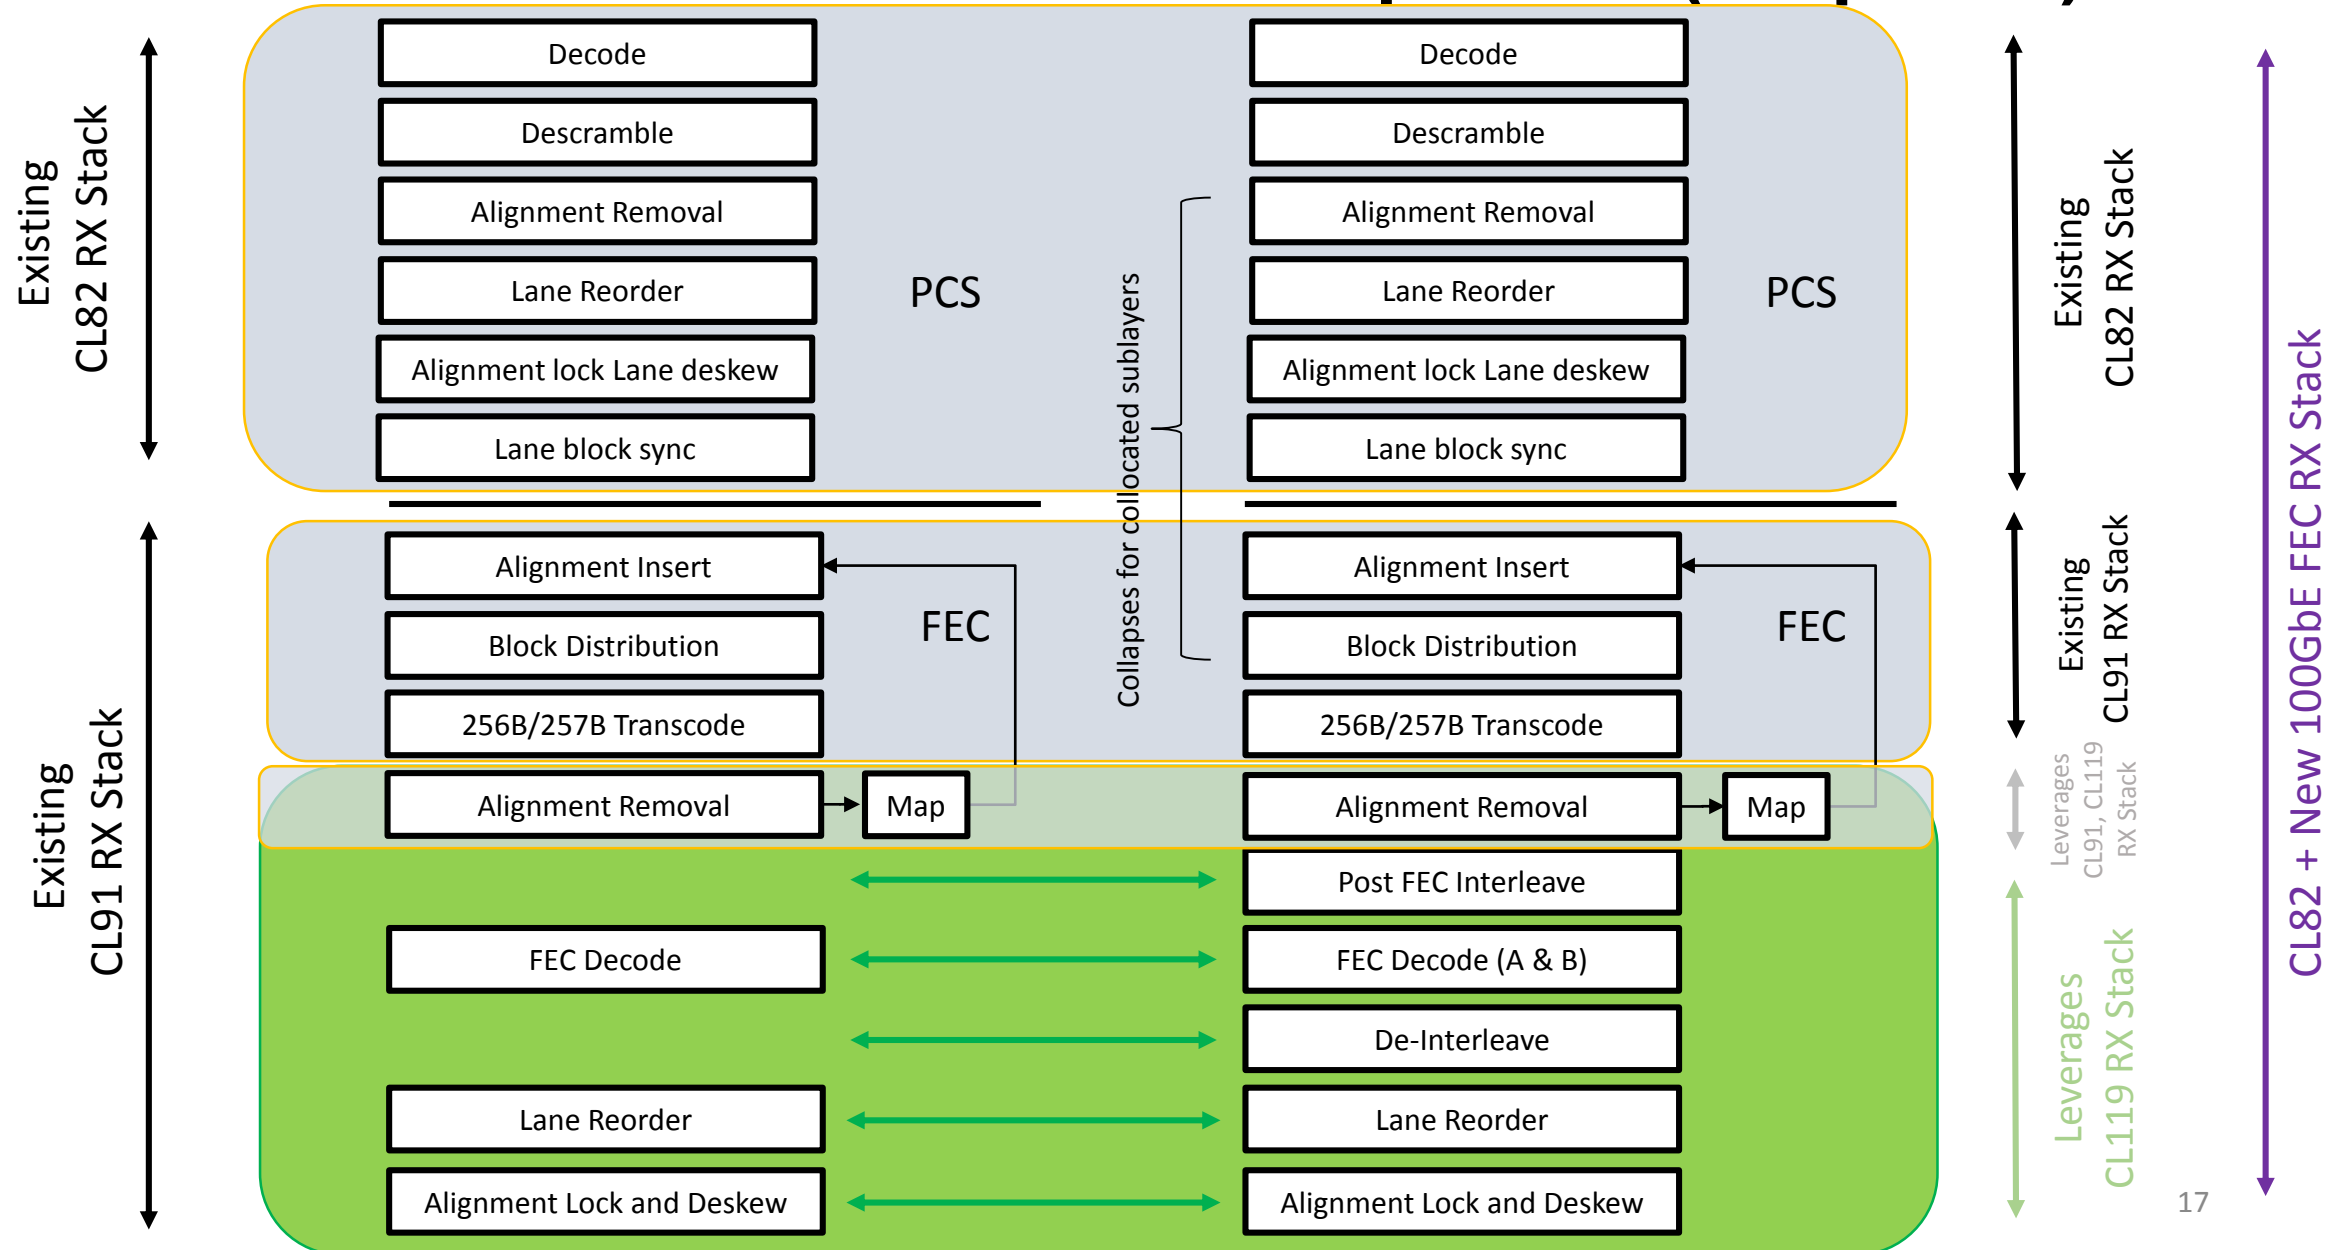 Decode
Descramble
Alignment Removal
Lane Reorder
Alignment lock Lane deskew
Lane block sync
PCS
Existing
CL82 RX Stack
Alignment Insert
Block Distribution
256B/257B Transcode
Alignment Removal
Map
FEC
FEC Decode
Lane Reorder
Alignment Lock and Deskew
Existing
CL91 RX Stack
Collapses for collocated sublayers
Decode
Descramble
Alignment Removal
Lane Reorder
Alignment lock Lane deskew
Lane block sync
PCS
Existing
CL82 RX Stack
Alignment Insert
Block Distribution
256B/257B Transcode
FEC
Existing
CL91 RX Stack
Alignment Removal
Map
Leverages
CL91, CL119
RX Stack
Post FEC Interleave
FEC Decode (A & B)
De-Interleave
Lane Reorder
Alignment Lock and Deskew
Leverages
CL119 RX Stack
CL82 + New 100GbE FEC RX Stack
17